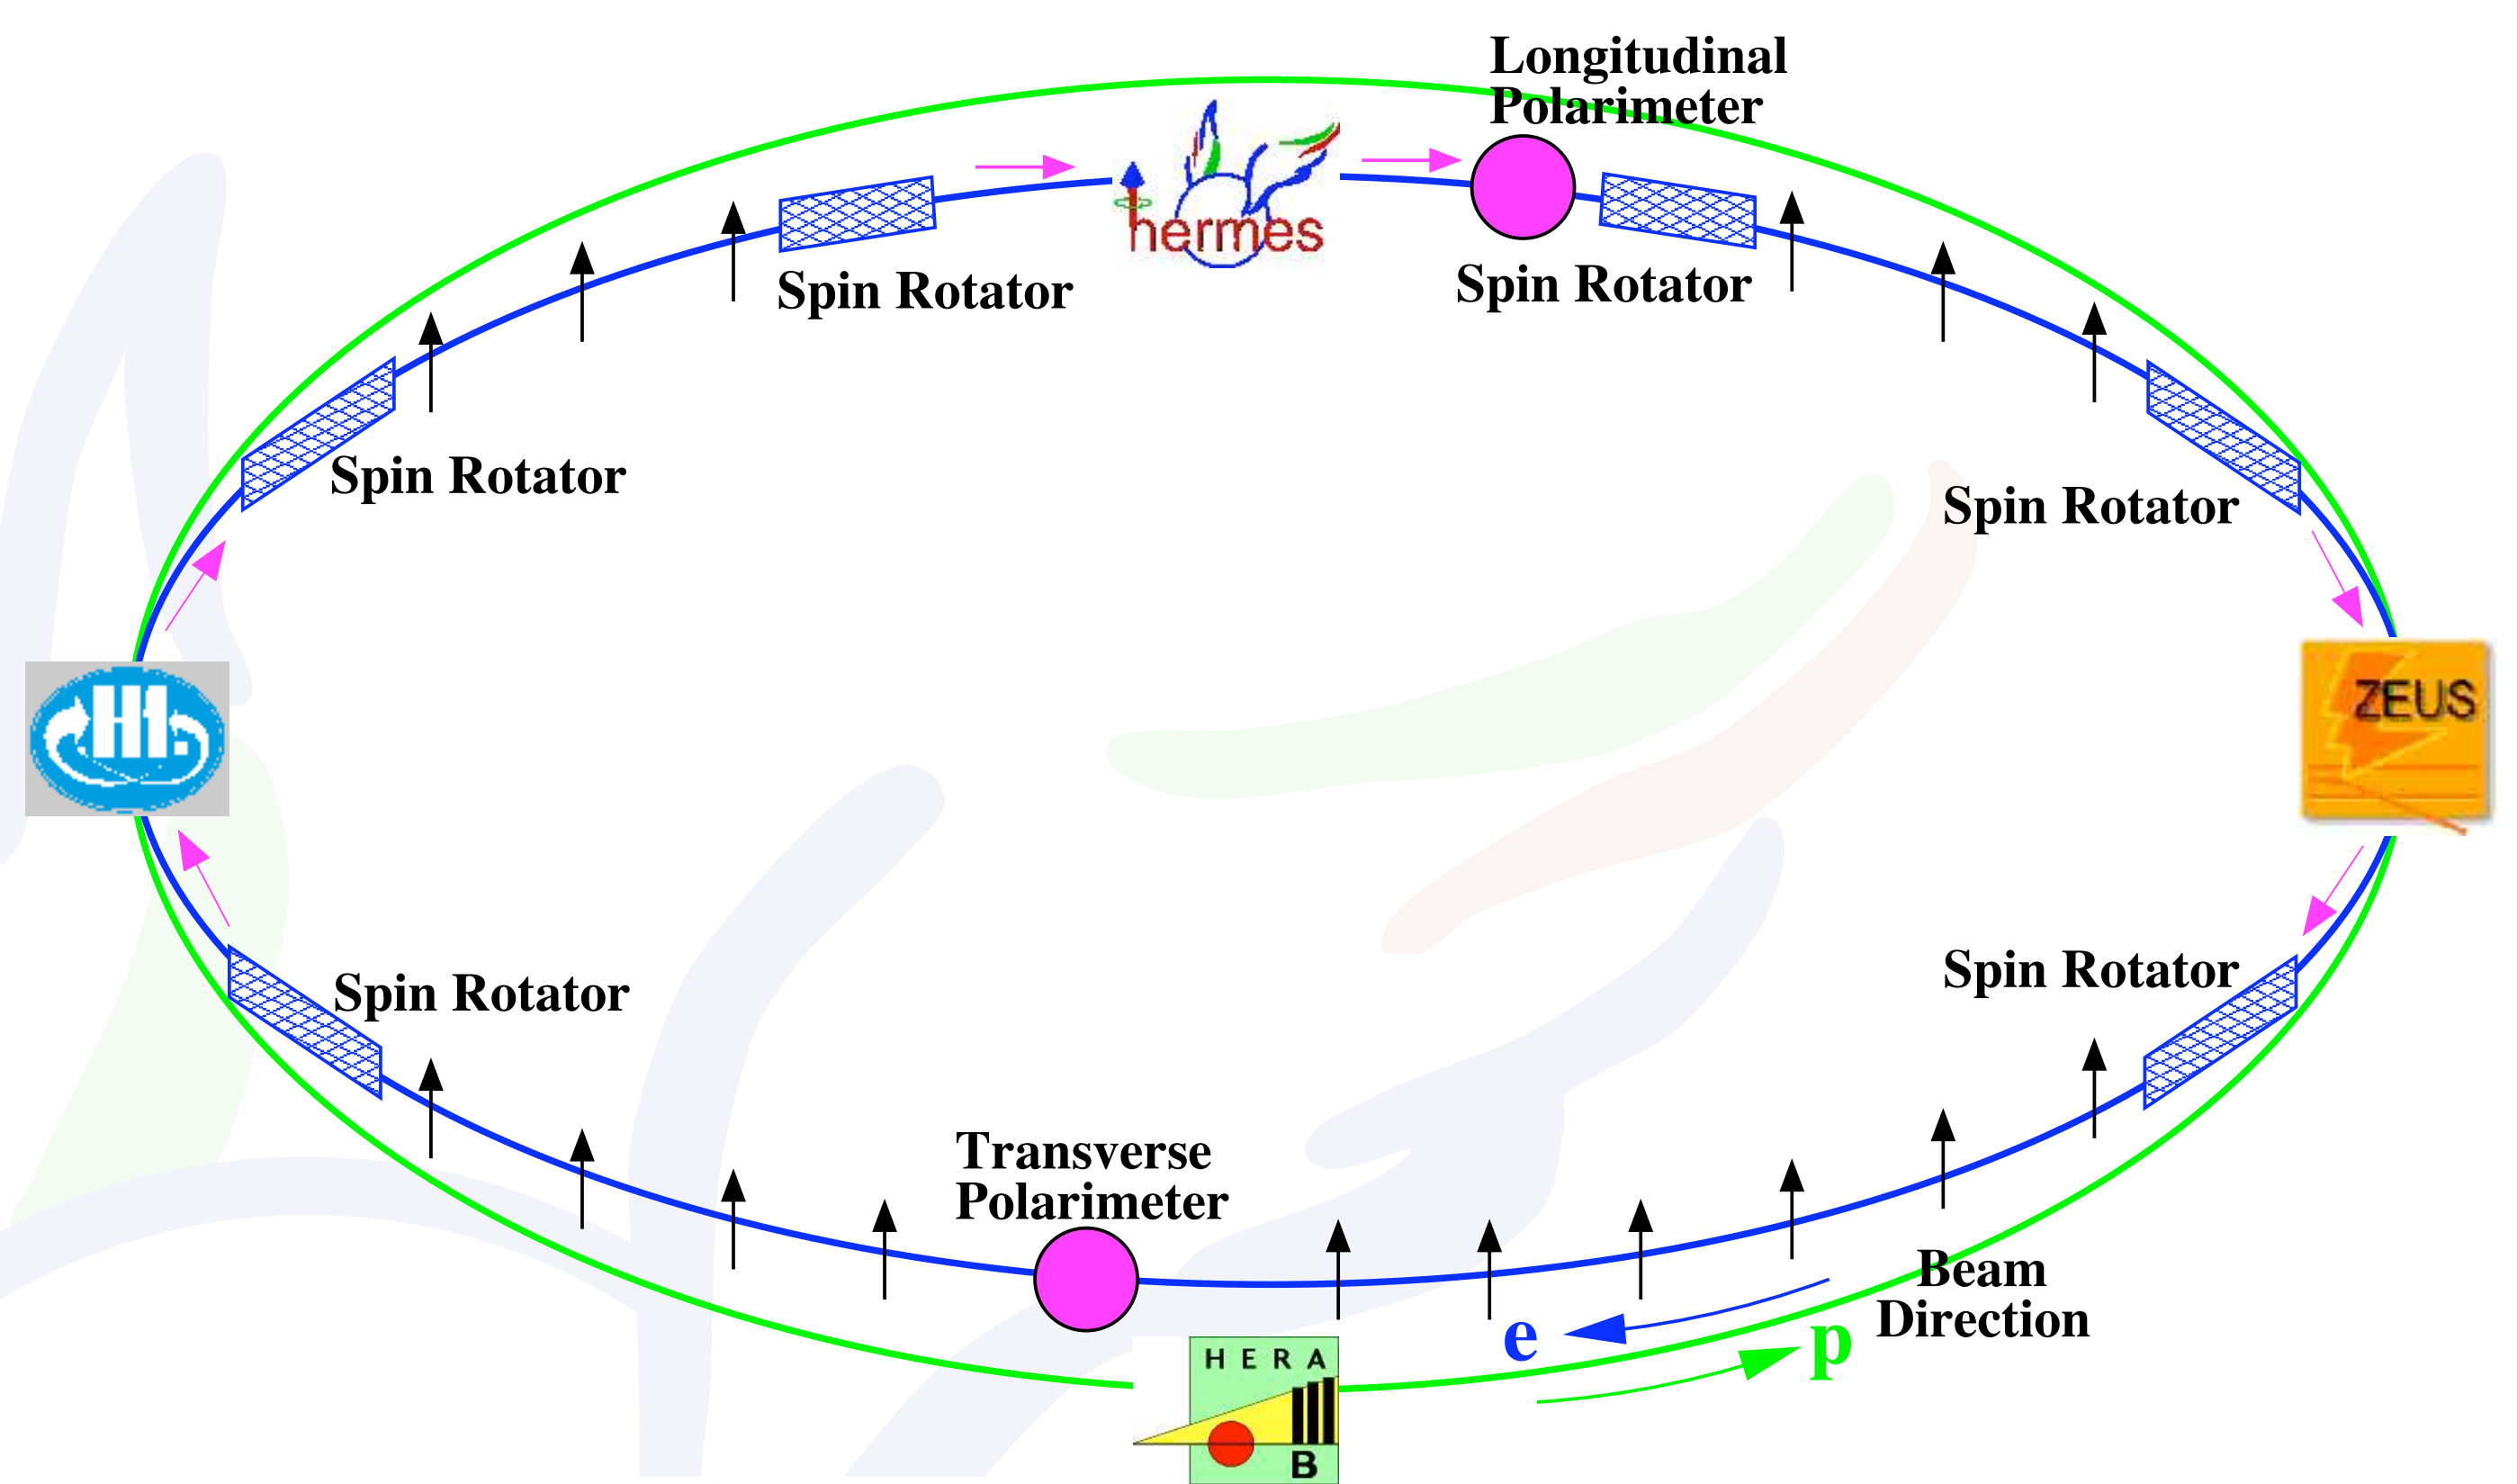 Longitudinal
Polarimeter
hermes
Spin Rotator
Spin Rotator
Spin Rotator
Spin Rotator
H1
ZEUS
Spin Rotator
Spin Rotator
Transverse
Polarimeter
Beam
Direction
e
p
HERA
B